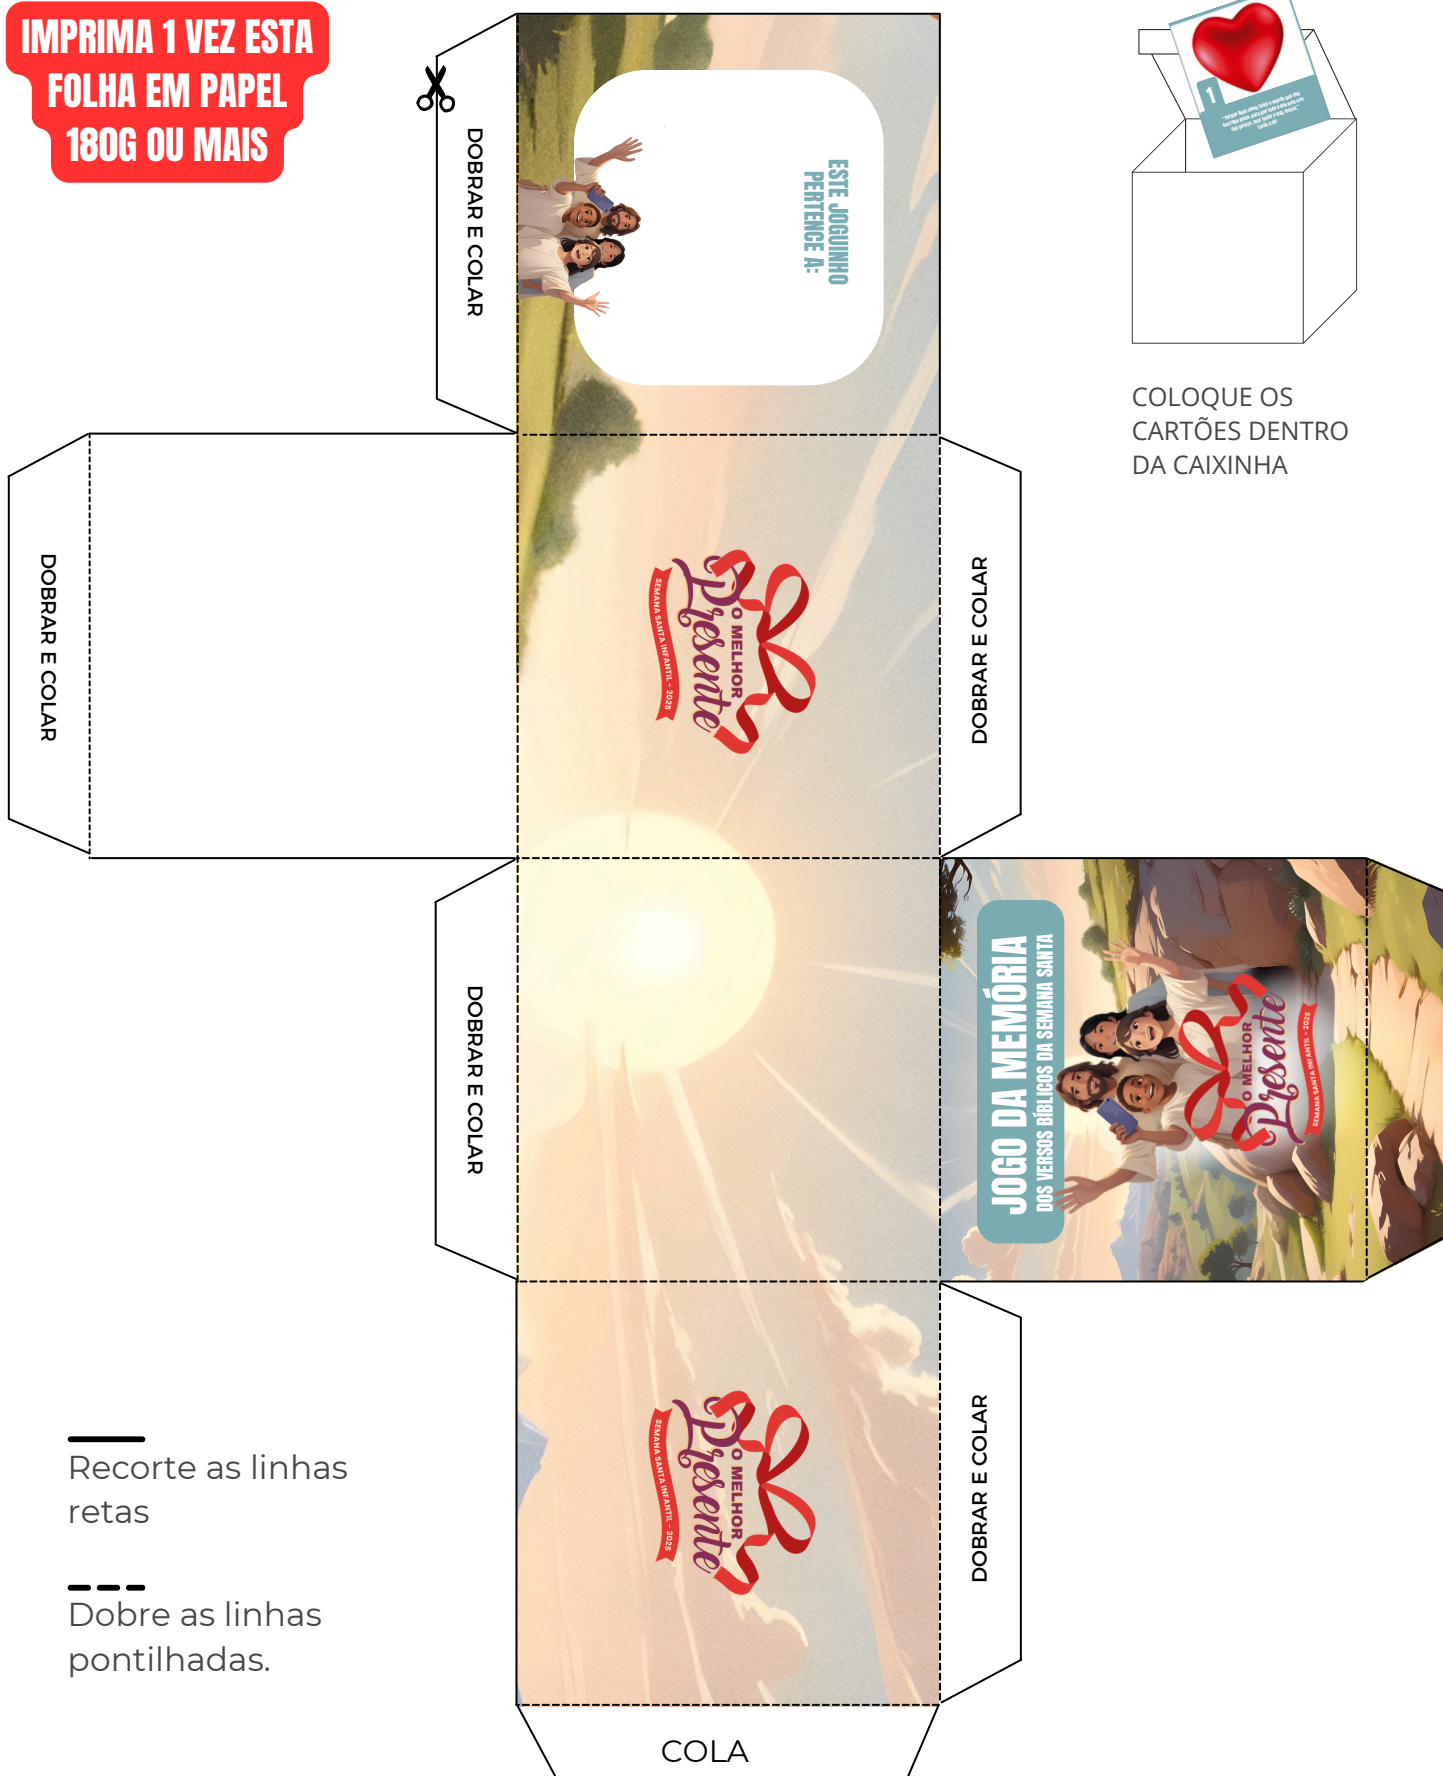 IMPRIMA 1 VEZ ESTA
FOLHA EM PAPEL
180G OU MAIS
DOBRAR E COLAR
ESTE JOGUINHO
PERTENCE A:
1
COLOQUE OS
CARTÕES DENTRO
DA CAIXINHA
DOBRAR E COLAR
O MELHOR
Presente
SEMANA SANTA INFANTIL - 2025
DOBRAR E COLAR
DOBRAR E COLAR
JOGO DA MEMÓRIA
DOS VERSOS BÍBLICOS DA SEMANA SANTA
O MELHOR
Presente
SEMANA SANTA INFANTIL - 2025
O MELHOR
Presente
SEMANA SANTA INFANTIL - 2025
DOBRAR E COLAR
Recorte as linhas
retas
Dobre as linhas
pontilhadas.
COLA